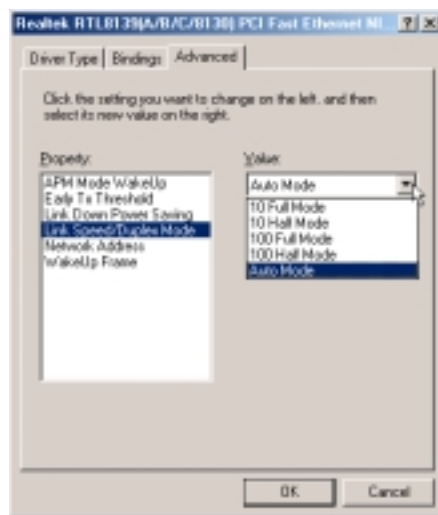 Realtek RTL8139(A/B/C/8130) PCI Fast Ethernet NI...
Driver Type
Bindings
Advanced
Click the setting you want to change on the left, and then
select its new value on the right.
Property:
APM Mode WakeUp
Early Tx Threshold
Link Down Power Saving
Link Speed/Duplex Mode
Network Address
WakeUp Frame
Value:
Auto Mode
10 Full Mode
10 Half Mode
100 Full Mode
100 Half Mode
Auto Mode
OK
Cancel